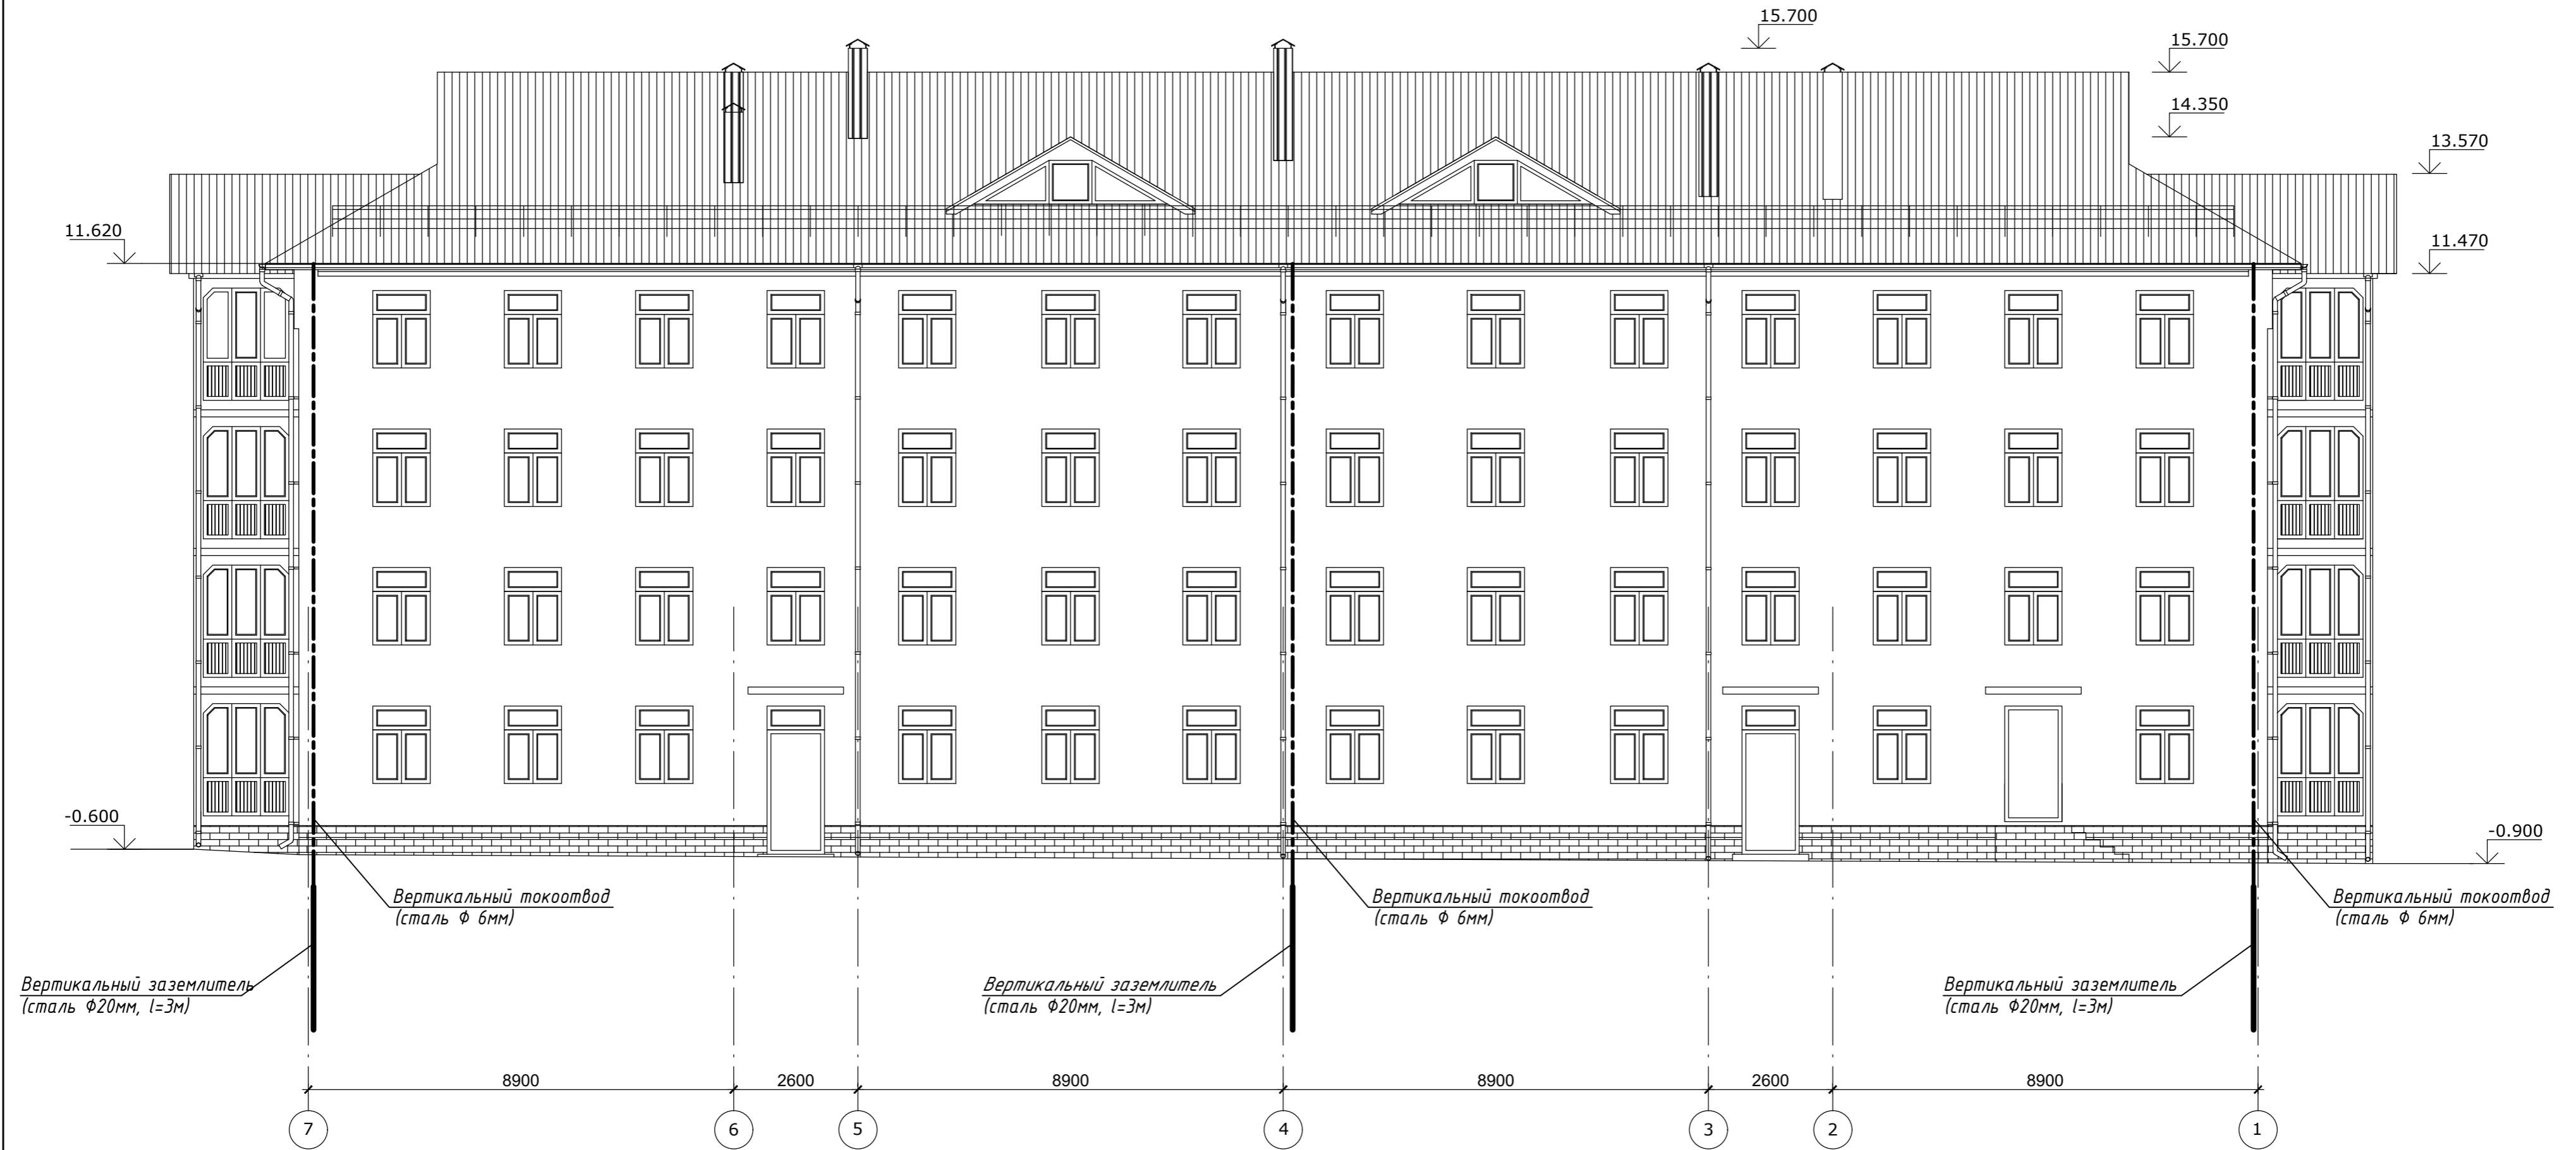 15.700
15.700
14.350
13.570
11.620
11.470
-0.600
-0.900
Вертикальный токоотвод
(сталь Ф 6мм)
Вертикальный токоотвод
(сталь Ф 6мм)
Вертикальный токоотвод
(сталь Ф 6мм)
Вертикальный заземлитель
(сталь Ф20мм, l=3м)
Вертикальный заземлитель
(сталь Ф20мм, l=3м)
Вертикальный заземлитель
(сталь Ф20мм, l=3м)
8900 2600 8900 8900 2600 8900
7 6 5 4 3 2 1